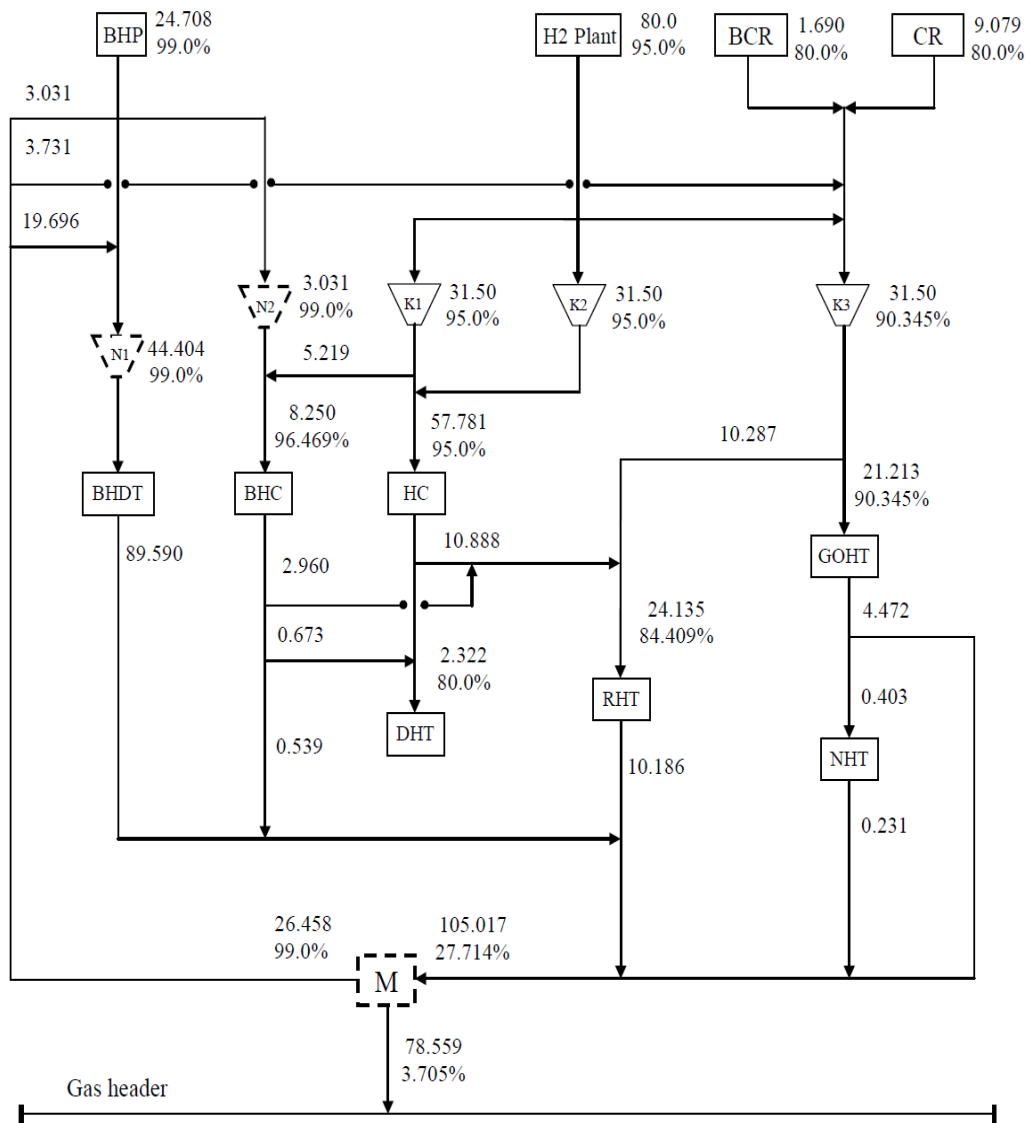 BHP
24.708
99.0%
H2 Plant
80.0
95.0%
BCR
1.690
80.0%
CR
9.079
80.0%
3.031
3.731
19.696
N1
44.404
99.0%
N2
3.031
99.0%
K1
31.50
95.0%
K2
31.50
95.0%
K3
31.50
90.345%
5.219
8.250
96.469%
57.781
95.0%
10.287
21.213
90.345%
BHDT
BHC
HC
GOHT
89.590
2.960
10.888
4.472
0.673
2.322
80.0%
24.135
84.409%
RHT
DHT
0.403
NHT
0.539
10.186
0.231
26.458
99.0%
105.017
27.714%
M
78.559
3.705%
Gas header